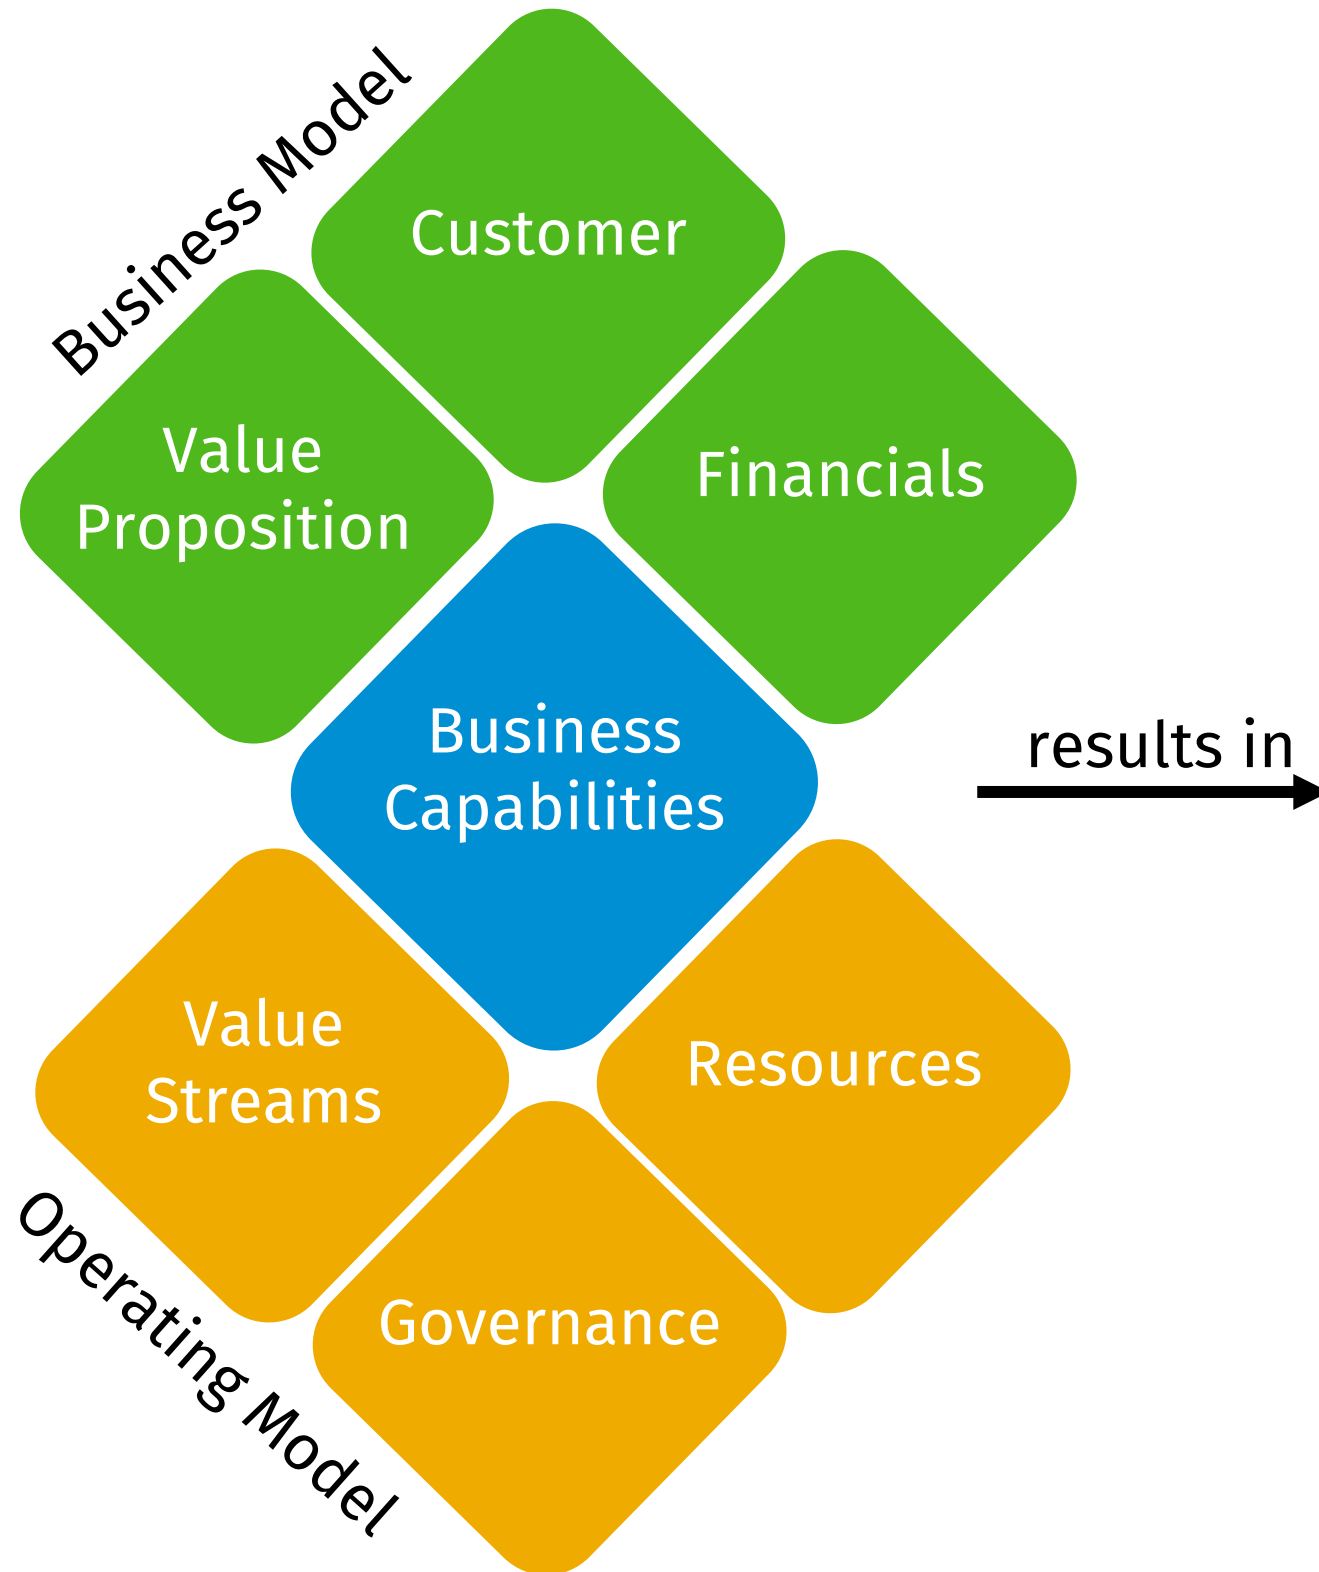 Business Model
Customer
Value
Proposition
Financials
Business
Capabilities
results in
Value
Streams
Resources
Governance
Operating Model